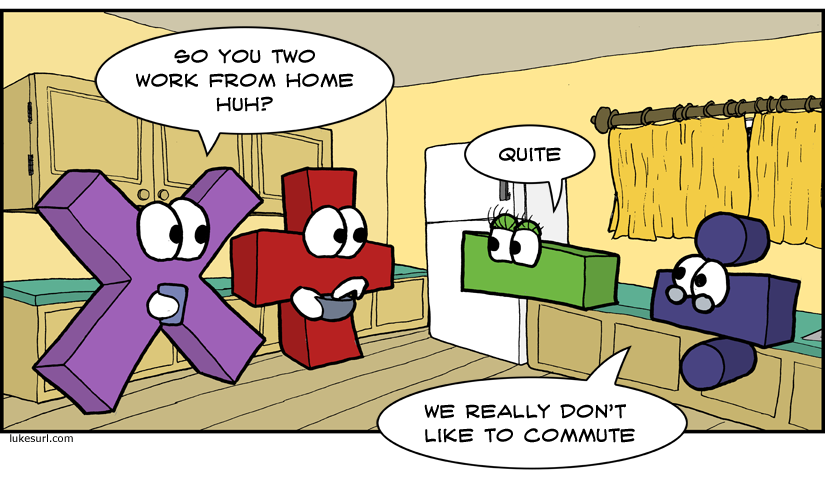 SO YOU TWO
WORK FROM HOME
HUH?
QUITE
WE REALLY DON'T
LIKE TO COMMUTE
lukesurl.com